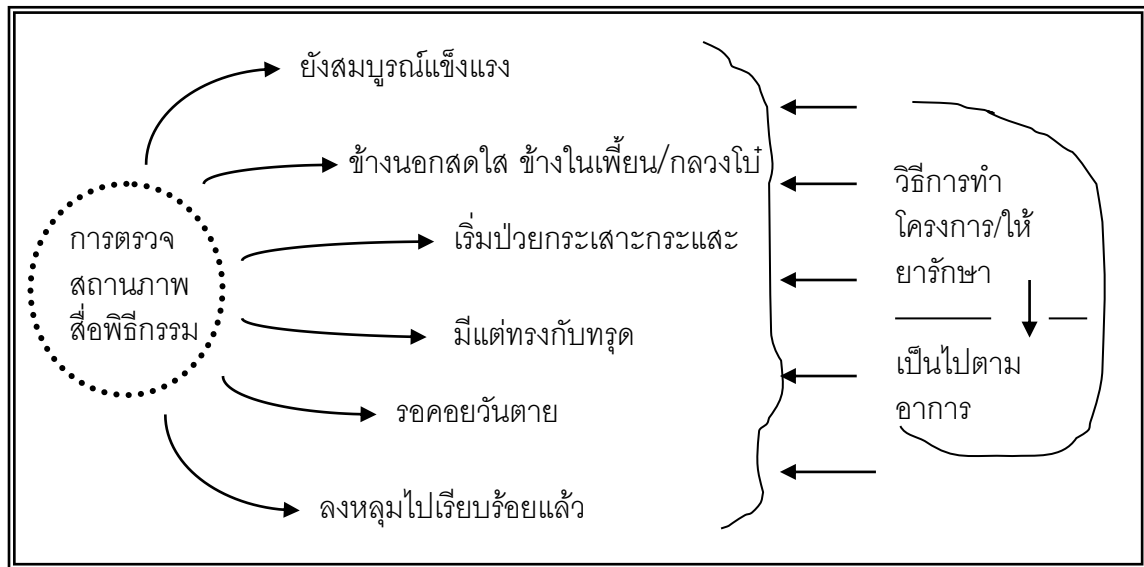 ยังสมบูรณ์แข็งแรง
ข้างนอกสดใส ข้างในเพี้ยน/กลวงโบ๋
เริ่มป่วยกระเสาะกระแสะ
มีแต่ทรงกับทรุด
รอคอยวันตาย
ลงหลุมไปเรียบร้อยแล้ว
การตรวจ
สถานภาพ
สื่อพิธีกรรม
วิธีการทำ
โครงการ/ให้
ยารักษา
เป็นไปตาม
อาการ